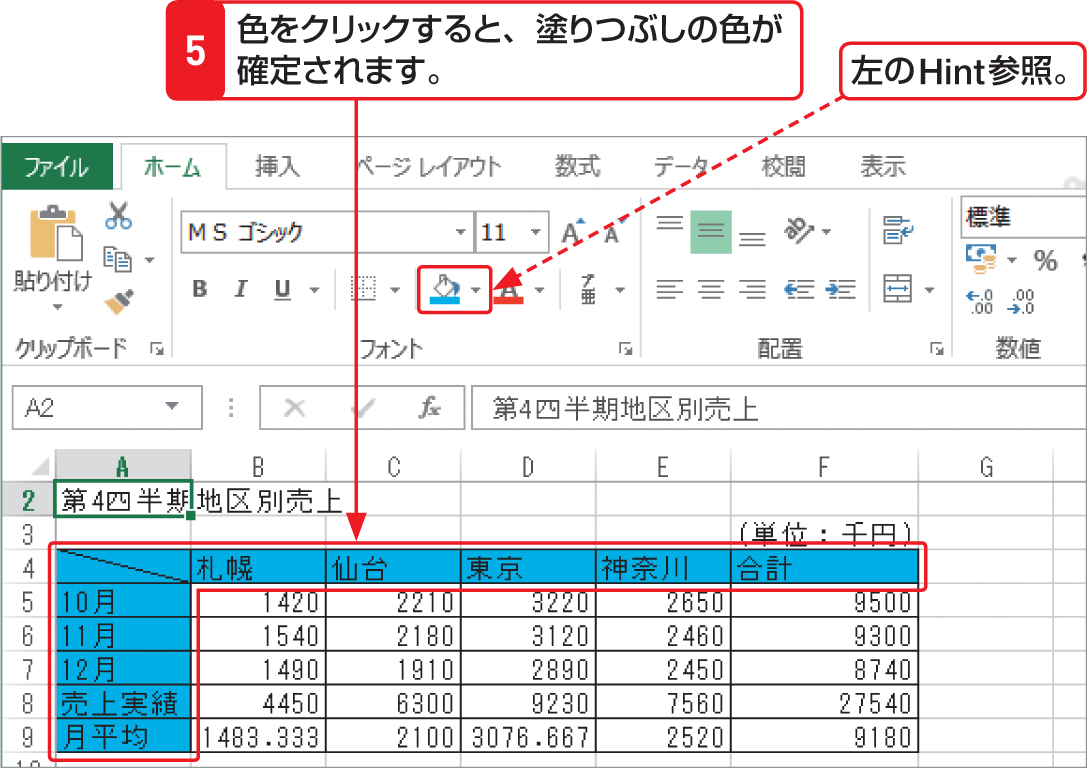 5
色をクリックすると、塗りつぶしの色が
確定されます。
左のHint参照。
ファイル ホーム 挿入 ページ レイアウト 数式 データ 校閲 表示
ＭＳ ゴシック 11 標準
貼り付け
B I U A 亜 %
クリップボード フォント 配置 数値
A2 fx 第4四半期地区別売上
A B C D E F G
2 第4四半期地区別売上
3 (単位：千円)
4 札幌 仙台 東京 神奈川 合計
5 10月 1420 2210 3220 2650 9500
6 11月 1540 2180 3120 2460 9300
7 12月 1490 1910 2890 2450 8740
8 売上実績 4450 6300 9230 7560 27540
9 月平均 1483.333 2100 3076.667 2520 9180